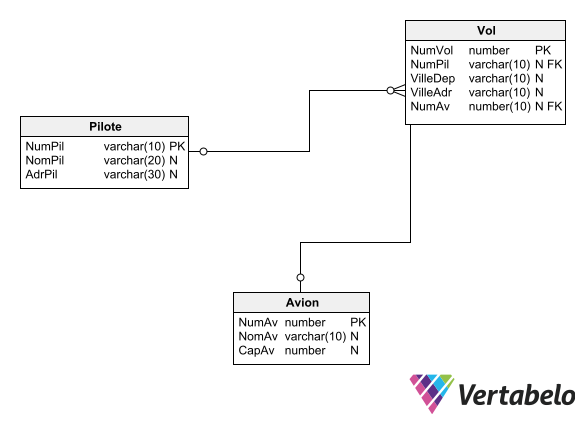 Vol
NumVol number PK
NumPil varchar(10) N FK
VilleDep varchar(10) N
VilleAdr varchar(10) N
NumAv number(10) N FK
Pilote
NumPil varchar(10) PK
NomPil varchar(20) N
AdrPil varchar(30) N
Avion
NumAv number PK
NomAv varchar(10) N
CapAv number N
Vertabelo